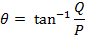 θ = tan⁻¹ Q/P